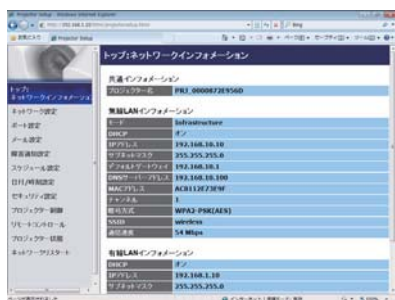 Projector Setup - Windows Internet Explorer
Bing
お気に入り
Projector Setup
トップ:ネットワークインフォメーション
トップ:
ネットワークインフォメーション
ネットワーク設定
ポート設定
メール設定
障害通知設定
スケジュール設定
日付/時刻設定
セキュリティ設定
プロジェクター制御
リモートコントロール
プロジェクター状態
ネットワークリスタート
共通インフォメーション
プロジェクター名 PRJ_0000872E956D
無線LANインフォメーション
モード Infrastructure
DHCP オフ
IPアドレス 192.168.10.10
サブネットマスク 255.255.255.0
デフォルトゲートウェイ 192.168.10.1
DNSサーバーアドレス 192.168.10.100
MACアドレス AC8112F73E9F
チャンネル 1
暗号方式 WPA2-PSK(AES)
SSID wireless
通信速度 54 Mbps
有線LANインフォメーション
DHCP オフ
IPアドレス 192.168.1.10
サブネットマスク 255.255.255.0